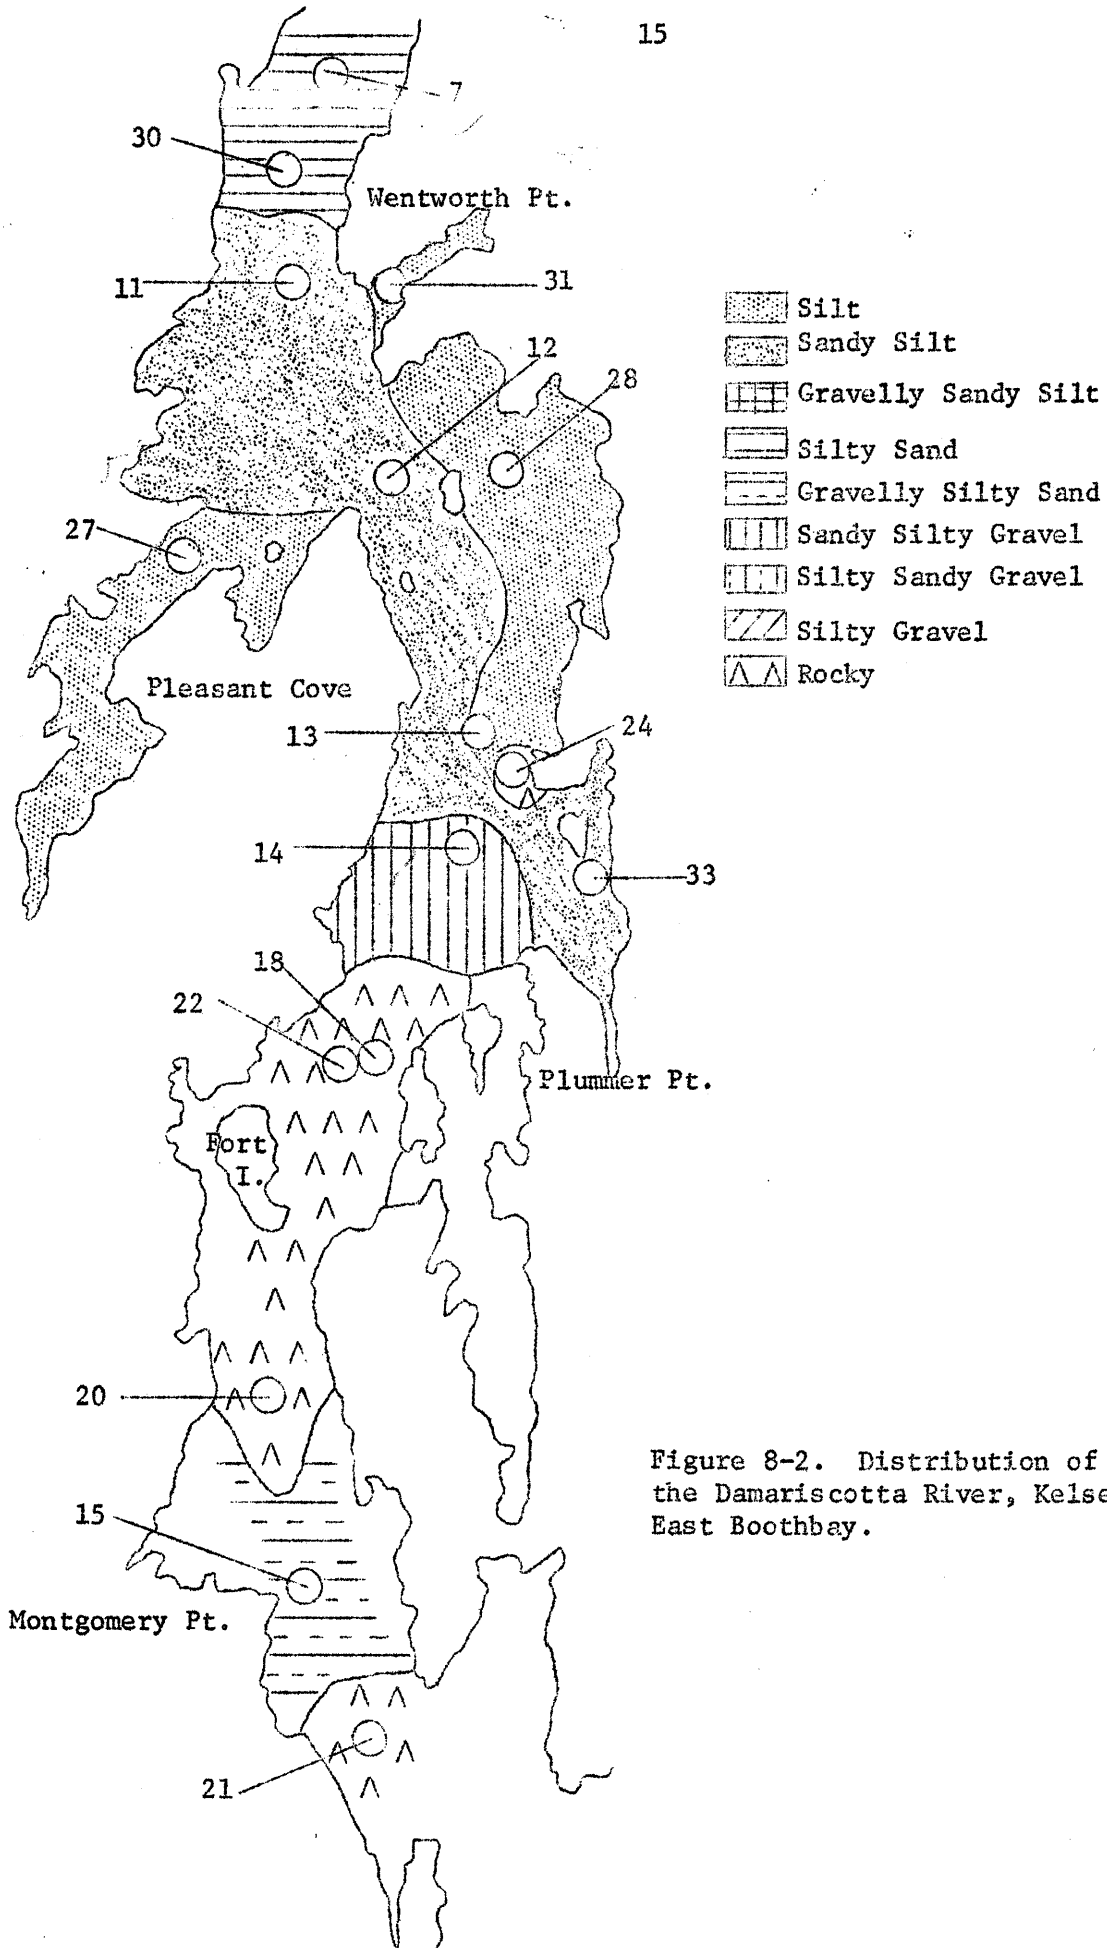 15
7
30
Wentworth Pt.
11
31
12
28
27
Pleasant Cove
13
24
14
33
18
22
Plummer Pt.
Fort
I.
20
15
Montgomery Pt.
21
Silt
Sandy Silt
Gravelly Sandy Silt
Silty Sand
Gravelly Silty Sand
Sandy Silty Gravel
Silty Sandy Gravel
Silty Gravel
Rocky
Figure 8-2. Distribution of
the Damariscotta River, Kelse
East Boothbay.